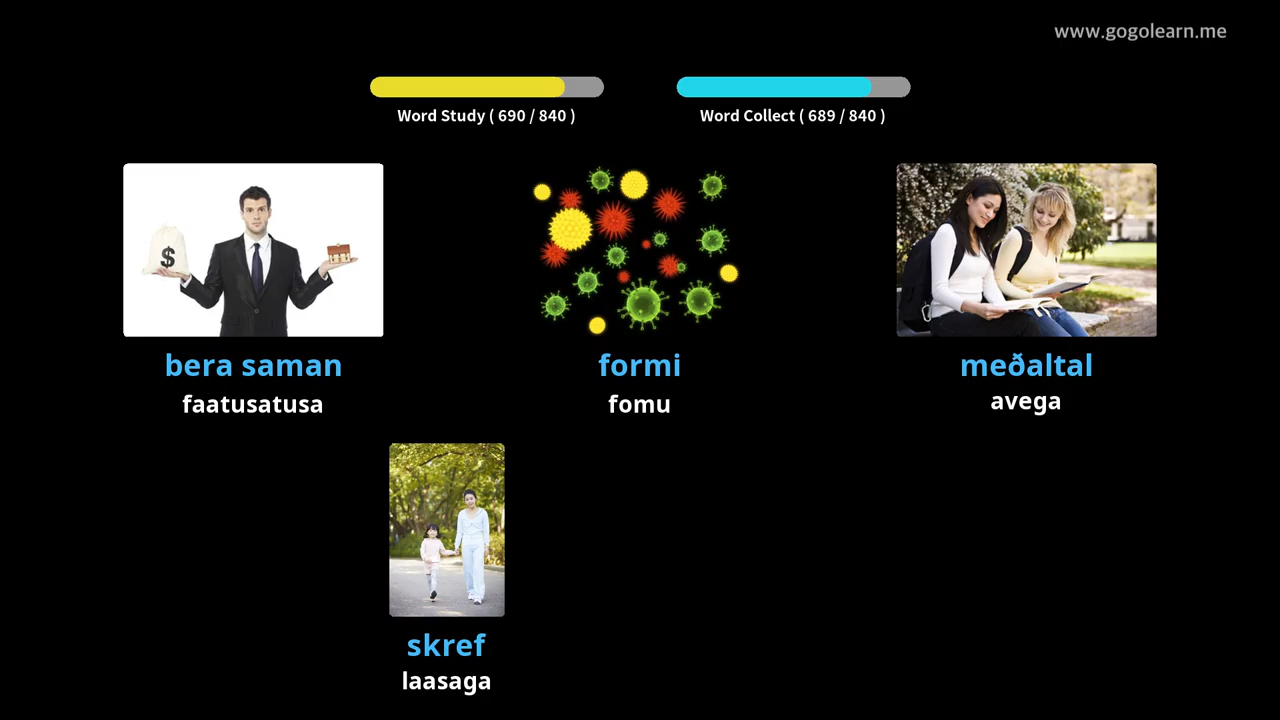 www.gogolearn.me
Word Study ( 690 / 840 )
Word Collect ( 689 / 840 )
$
bera saman
faatusatusa
formi
fomu
meðaltal
avega
skref
laasaga